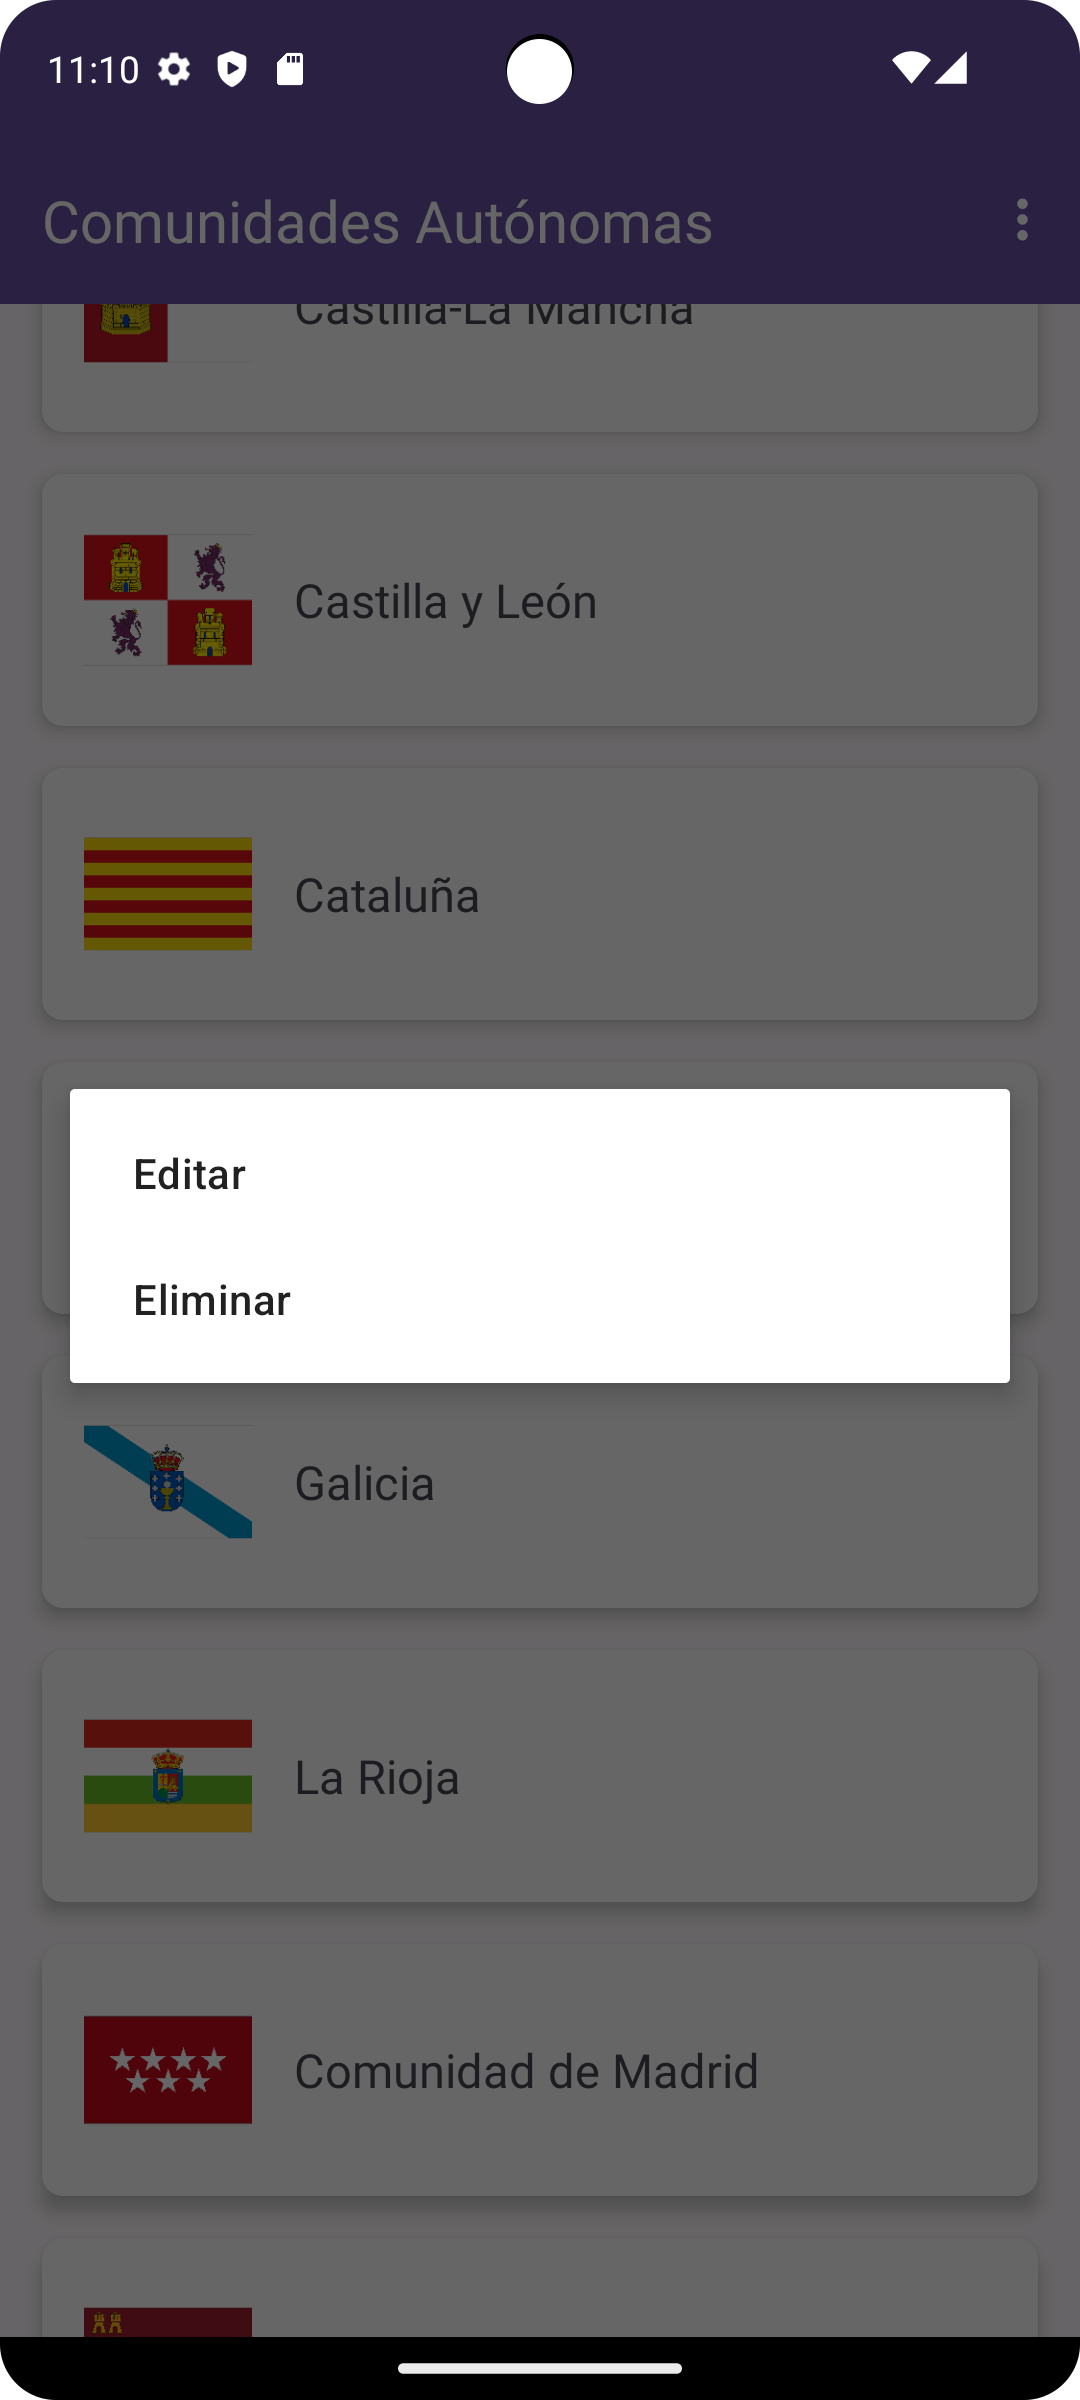 11:10
Comunidades Autónomas
Castilla-La Mancha
Castilla y León
Cataluña
Editar
Eliminar
Galicia
La Rioja
Comunidad de Madrid